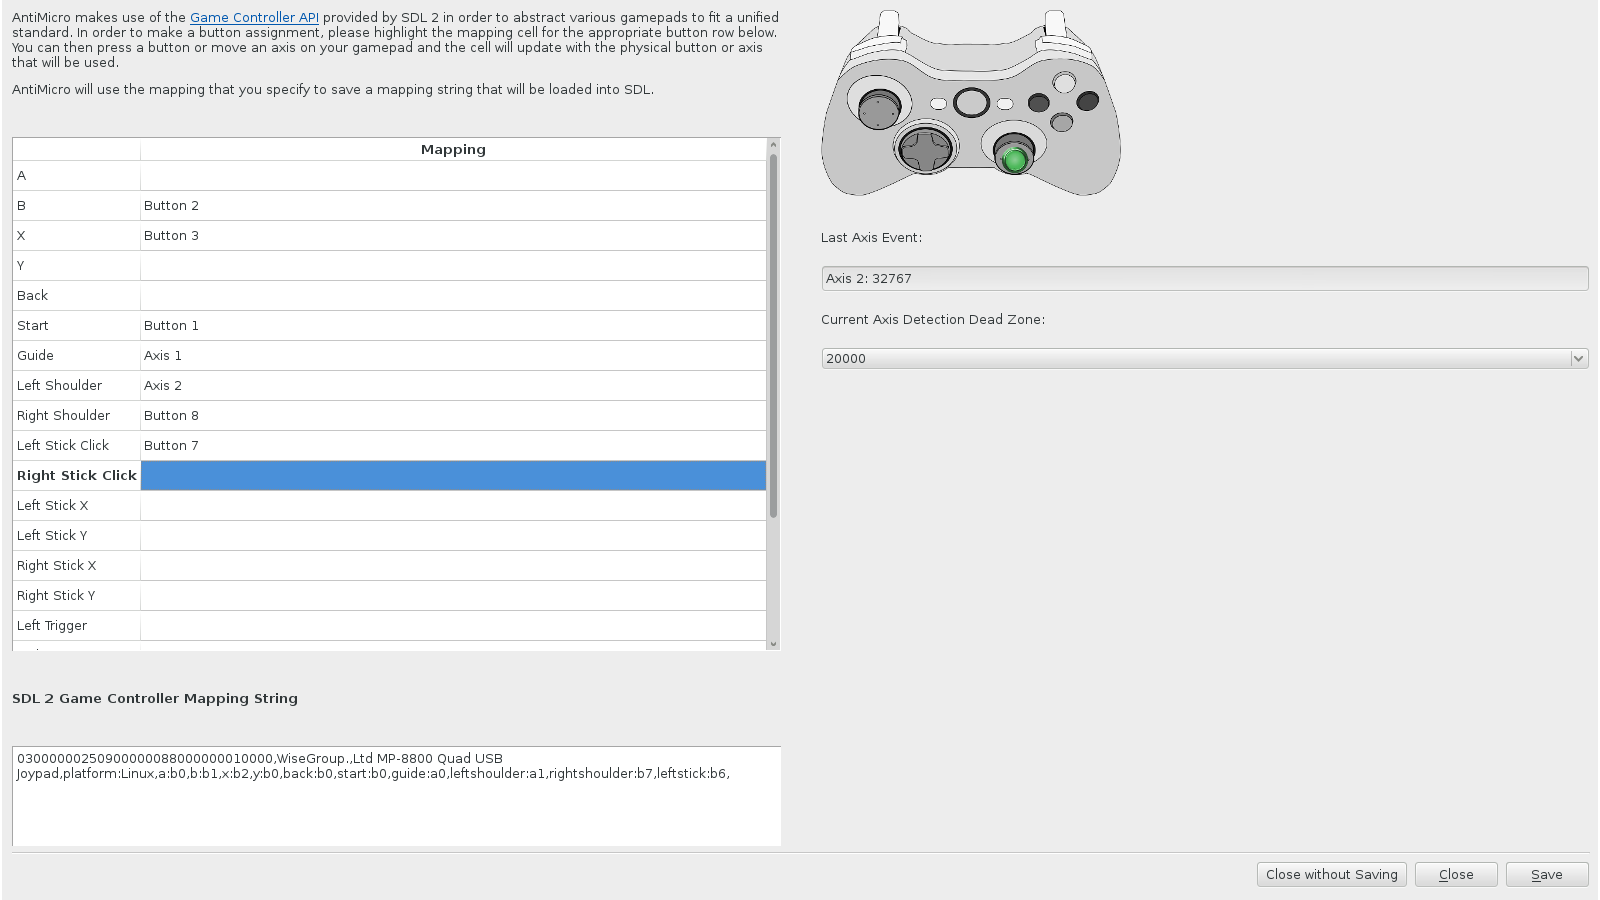 AntiMicro makes use of the Game Controller API provided by SDL 2 in order to abstract various gamepads to fit a unified
standard. In order to make a button assignment, please highlight the mapping cell for the appropriate button row below.
You can then press a button or move an axis on your gamepad and the cell will update with the physical button or axis
that will be used.
AntiMicro will use the mapping that you specify to save a mapping string that will be loaded into SDL.
Mapping
A
B Button 2
X Button 3
Y
Back
Start Button 1
Guide Axis 1
Left Shoulder Axis 2
Right Shoulder Button 8
Left Stick Click Button 7
Right Stick Click
Left Stick X
Left Stick Y
Right Stick X
Right Stick Y
Left Trigger
SDL 2 Game Controller Mapping String
03000000250900000088000000010000,WiseGroup.,Ltd MP-8800 Quad USB
Joypad,platform:Linux,a:b0,b:b1,x:b2,y:b0,back:b0,start:b0,guide:a0,leftshoulder:a1,rightshoulder:b7,leftstick:b6,
Last Axis Event:
Axis 2: 32767
Current Axis Detection Dead Zone:
20000
Close without Saving Close Save